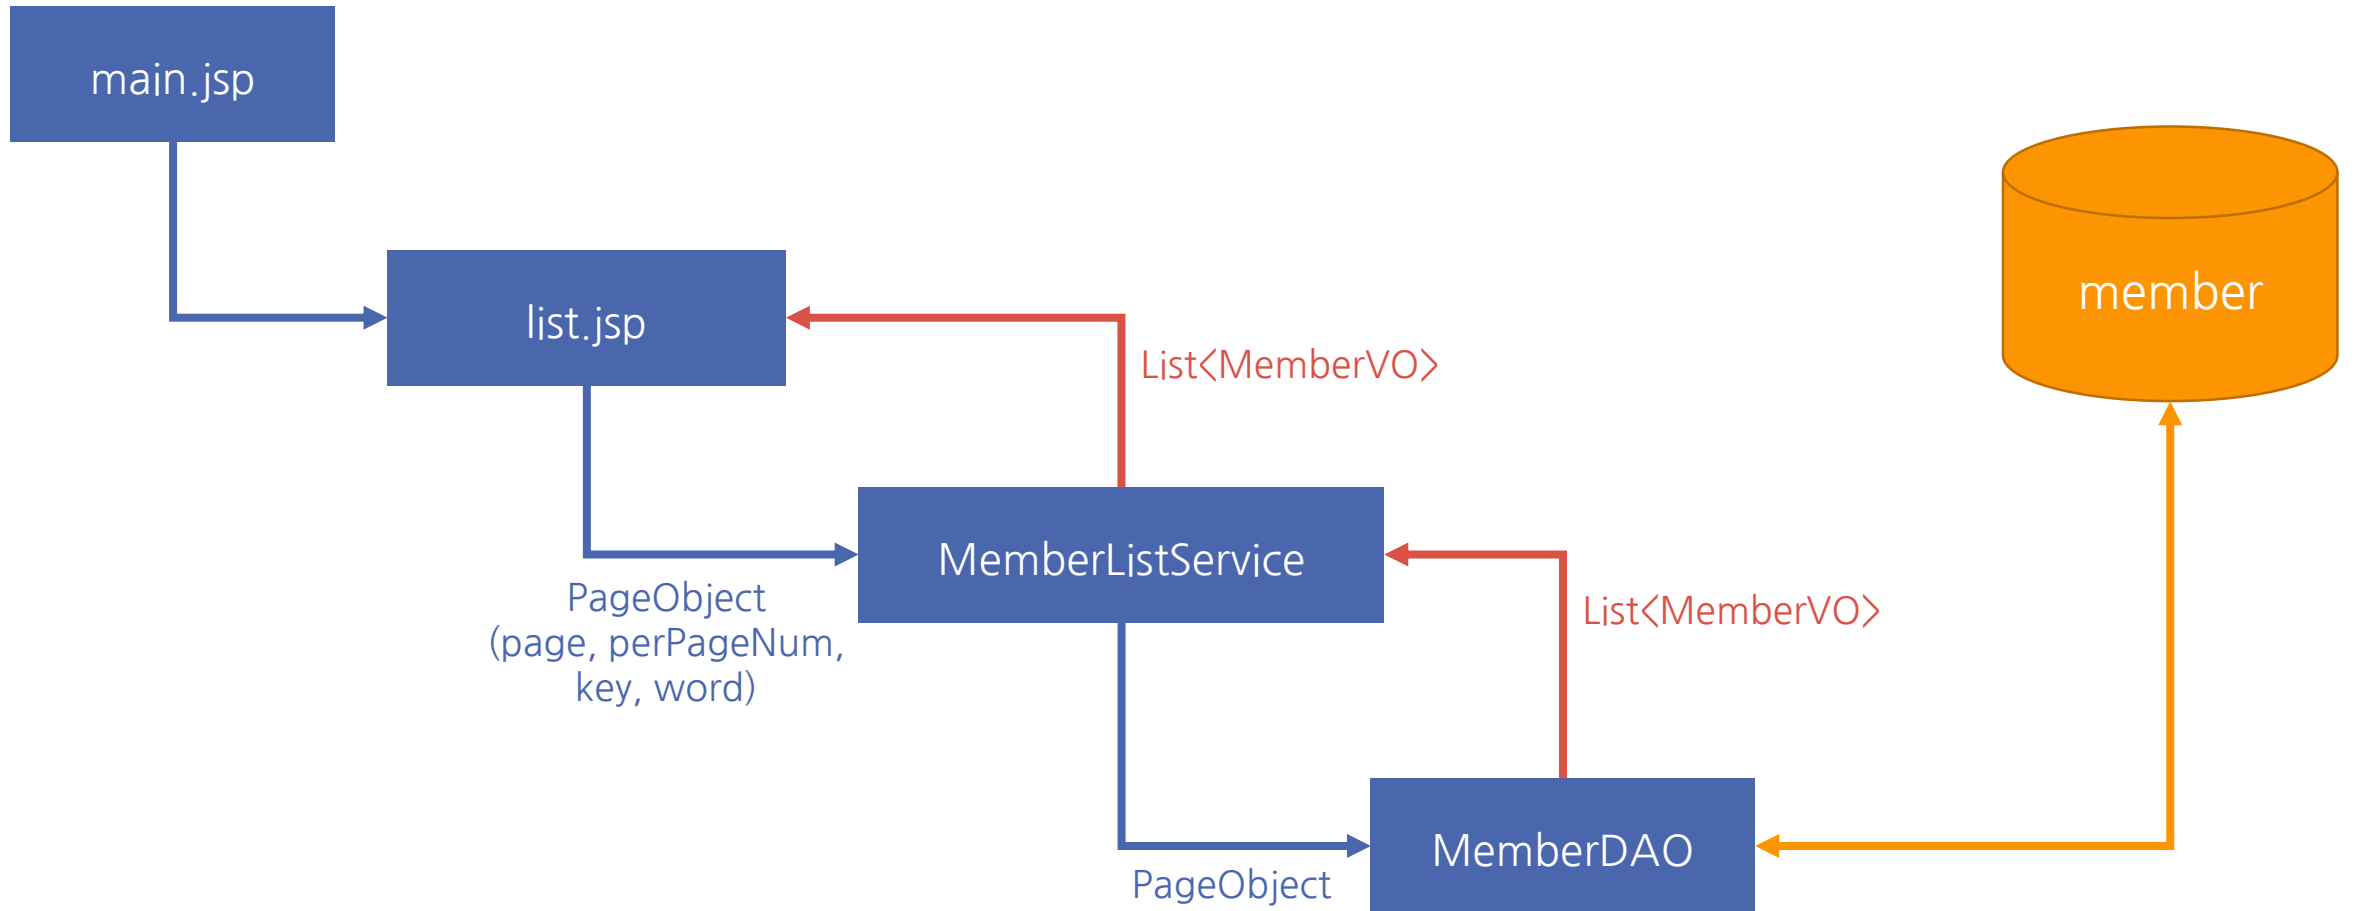 main.jsp
member
list.jsp
List<MemberVO>
MemberListService
PageObject
(page, perPageNum,
key, word)
List<MemberVO>
MemberDAO
PageObject